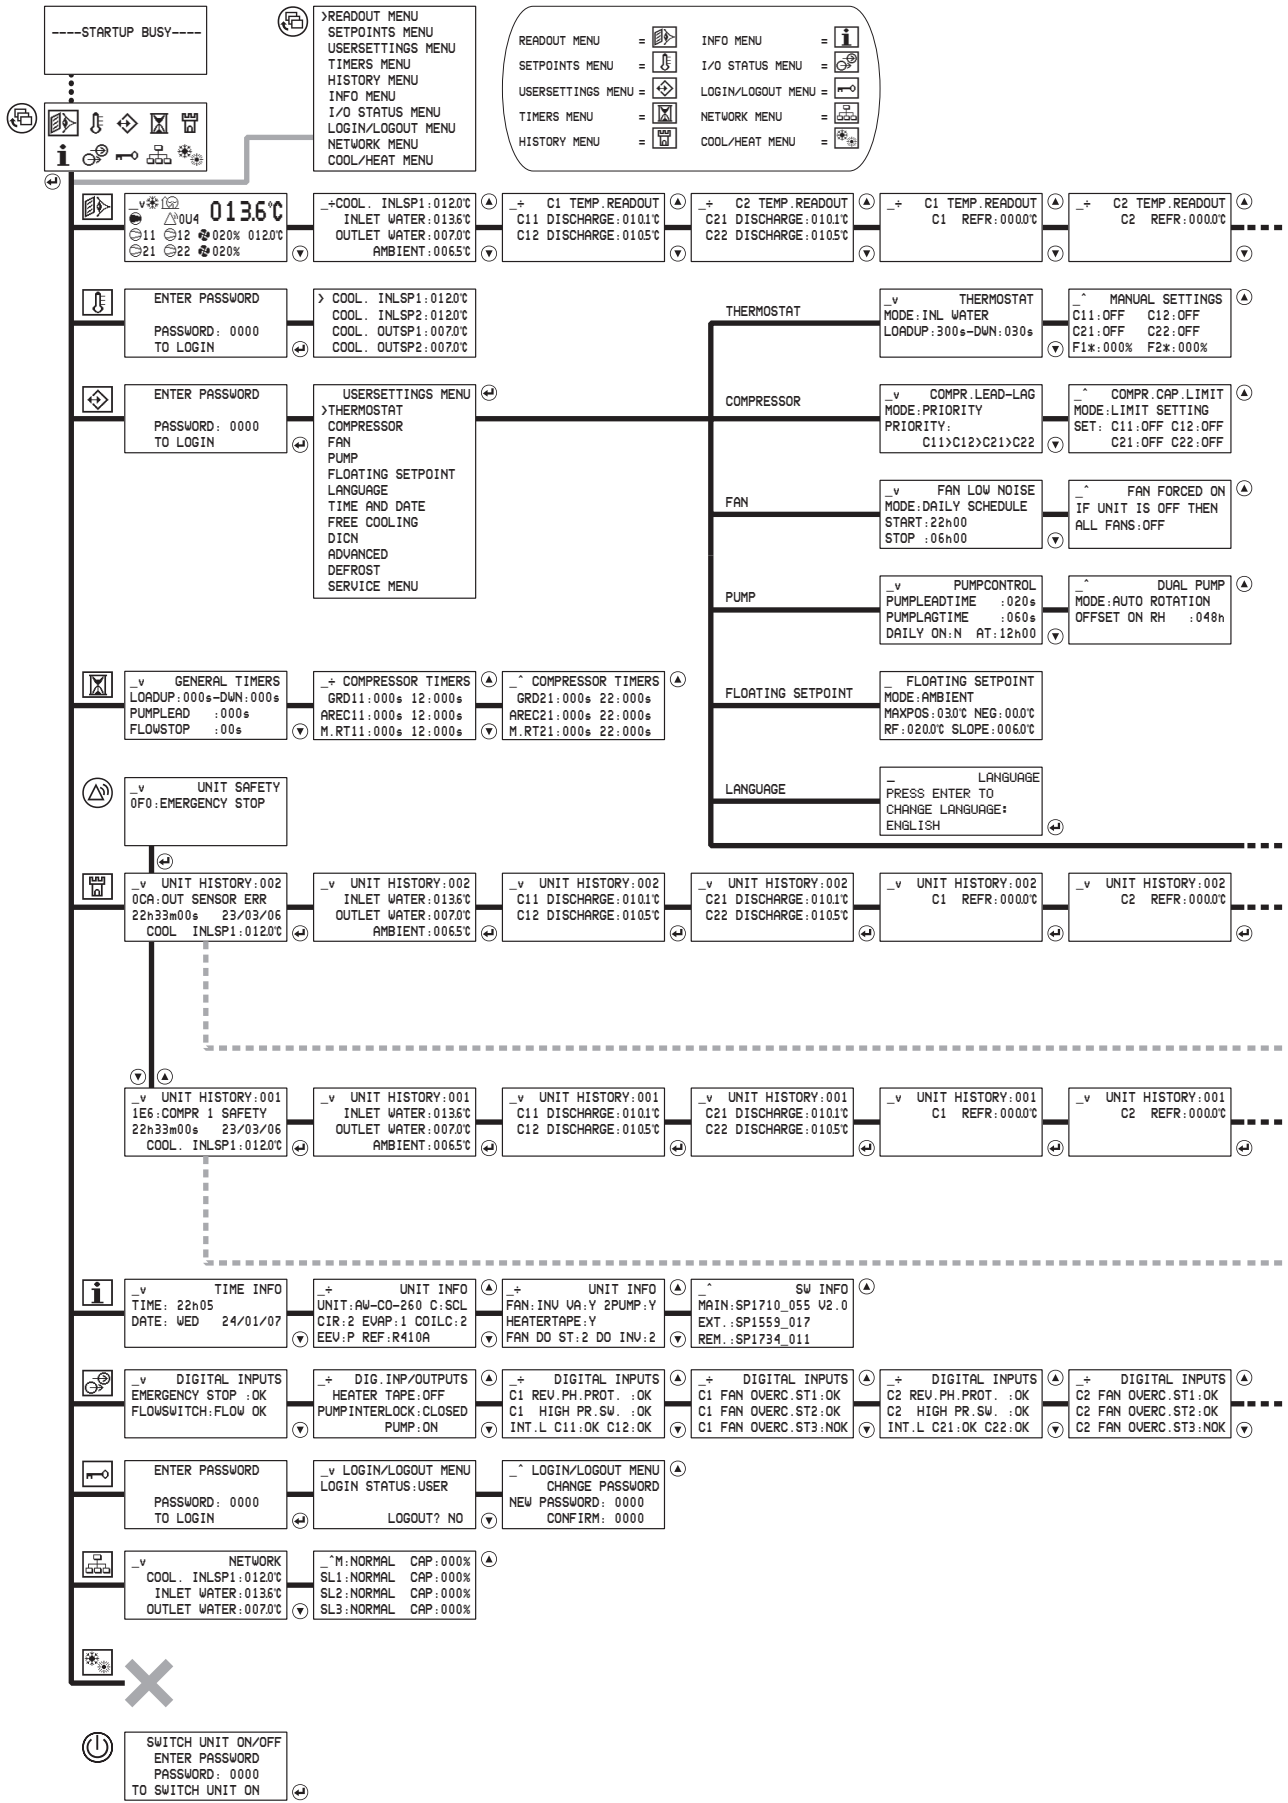 ----STARTUP BUSY----
>READOUT MENU
SETPOINTS MENU
USERSETTINGS MENU
TIMERS MENU
HISTORY MENU
INFO MENU
I/O STATUS MENU
LOGIN/LOGOUT MENU
NETWORK MENU
COOL/HEAT MENU
READOUT MENU =
SETPOINTS MENU =
USERSETTINGS MENU =
TIMERS MENU =
HISTORY MENU =
INFO MENU = i
I/O STATUS MENU =
LOGIN/LOGOUT MENU =
NETWORK MENU =
COOL/HEAT MENU =
i
_v
0U4 013.6°C
11 12 020% 012.0°C
21 22 020%
_÷COOL. INLSP1:012.0°C
INLET WATER:013.6°C
OUTLET WATER:007.0°C
AMBIENT:006.5°C
_÷ C1 TEMP.READOUT
C11 DISCHARGE:010.1°C
C12 DISCHARGE:010.5°C
_÷ C2 TEMP.READOUT
C21 DISCHARGE:010.1°C
C22 DISCHARGE:010.5°C
_÷ C1 TEMP.READOUT
C1 REFR:000.0°C
_÷ C2 TEMP.READOUT
C2 REFR:000.0°C
ENTER PASSWORD
PASSWORD: 0000
TO LOGIN
> COOL. INLSP1:012.0°C
COOL. INLSP2:012.0°C
COOL. OUTSP1:007.0°C
COOL. OUTSP2:007.0°C
THERMOSTAT
_v THERMOSTAT
MODE:INL WATER
LOADUP:300s-DWN:030s
_^ MANUAL SETTINGS
C11:OFF C12:OFF
C21:OFF C22:OFF
F1*:000% F2*:000%
ENTER PASSWORD
PASSWORD: 0000
TO LOGIN
USERSETTINGS MENU
>THERMOSTAT
COMPRESSOR
FAN
PUMP
FLOATING SETPOINT
LANGUAGE
TIME AND DATE
FREE COOLING
DICN
ADVANCED
DEFROST
SERVICE MENU
COMPRESSOR
_v COMPR.LEAD-LAG
MODE:PRIORITY
PRIORITY:
C11>C12>C21>C22
_^ COMPR.CAP.LIMIT
MODE:LIMIT SETTING
SET: C11:OFF C12:OFF
C21:OFF C22:OFF
FAN
_v FAN LOW NOISE
MODE:DAILY SCHEDULE
START:22h00
STOP :06h00
_^ FAN FORCED ON
IF UNIT IS OFF THEN
ALL FANS:OFF
PUMP
_v PUMPCONTROL
PUMPLEADTIME :020s
PUMPLAGTIME :060s
DAILY ON:N AT:12h00
_^ DUAL PUMP
MODE:AUTO ROTATION
OFFSET ON RH :048h
_v GENERAL TIMERS
LOADUP:000s-DWN:000s
PUMPLEAD :000s
FLOWSTOP :00s
_÷ COMPRESSOR TIMERS
GRD11:000s 12:000s
AREC11:000s 12:000s
M.RT11:000s 12:000s
_^ COMPRESSOR TIMERS
GRD21:000s 22:000s
AREC21:000s 22:000s
M.RT21:000s 22:000s
FLOATING SETPOINT
_ FLOATING SETPOINT
MODE:AMBIENT
MAXPOS:03.0°C NEG:00.0°C
RF:020.0°C SLOPE:006.0°C
_v UNIT SAFETY
0F0:EMERGENCY STOP
LANGUAGE
_ LANGUAGE
PRESS ENTER TO
CHANGE LANGUAGE:
ENGLISH
_v UNIT HISTORY:002
0CA:OUT SENSOR ERR
22h33m00s 23/03/06
COOL INLSP1:012.0°C
_v UNIT HISTORY:002
INLET WATER:013.6°C
OUTLET WATER:007.0°C
AMBIENT:006.5°C
_v UNIT HISTORY:002
C11 DISCHARGE:010.1°C
C12 DISCHARGE:010.5°C
_v UNIT HISTORY:002
C21 DISCHARGE:010.1°C
C22 DISCHARGE:010.5°C
_v UNIT HISTORY:002
C1 REFR:000.0°C
_v UNIT HISTORY:002
C2 REFR:000.0°C
_v UNIT HISTORY:001
1E6:COMPR 1 SAFETY
22h33m00s 23/03/06
COOL. INLSP1:012.0°C
_v UNIT HISTORY:001
INLET WATER:013.6°C
OUTLET WATER:007.0°C
AMBIENT:006.5°C
_v UNIT HISTORY:001
C11 DISCHARGE:010.1°C
C12 DISCHARGE:010.5°C
_v UNIT HISTORY:001
C21 DISCHARGE:010.1°C
C22 DISCHARGE:010.5°C
_v UNIT HISTORY:001
C1 REFR:000.0°C
_v UNIT HISTORY:001
C2 REFR:000.0°C
i
_v TIME INFO
TIME: 22h05
DATE: WED 24/01/07
_÷ UNIT INFO
UNIT:AW-CO-260 C:SCL
CIR:2 EVAP:1 COILC:2
EEV:P REF:R410A
_÷ UNIT INFO
FAN:INV VA:Y 2PUMP:Y
HEATERTAPE:Y
FAN DO ST:2 DO INV:2
_^ SW INFO
MAIN:SP1710_055 V2.0
EXT.:SP1559_017
REM.:SP1734_011
_v DIGITAL INPUTS
EMERGENCY STOP :OK
FLOWSWITCH:FLOW OK
_÷ DIG.INP/OUTPUTS
HEATER TAPE:OFF
PUMPINTERLOCK:CLOSED
PUMP:ON
_÷ DIGITAL INPUTS
C1 REV.PH.PROT. :OK
C1 HIGH PR.SW. :OK
INT.L C11:OK C12:OK
_÷ DIGITAL INPUTS
C1 FAN OVERC.ST1:OK
C1 FAN OVERC.ST2:OK
C1 FAN OVERC.ST3:NOK
_÷ DIGITAL INPUTS
C2 REV.PH.PROT. :OK
C2 HIGH PR.SW. :OK
INT.L C21:OK C22:OK
_÷ DIGITAL INPUTS
C2 FAN OVERC.ST1:OK
C2 FAN OVERC.ST2:OK
C2 FAN OVERC.ST3:NOK
ENTER PASSWORD
PASSWORD: 0000
TO LOGIN
_v LOGIN/LOGOUT MENU
LOGIN STATUS:USER
LOGOUT? NO
_^ LOGIN/LOGOUT MENU
CHANGE PASSWORD
NEW PASSWORD: 0000
CONFIRM: 0000
_v NETWORK
COOL. INLSP1:012.0°C
INLET WATER:013.6°C
OUTLET WATER:007.0°C
_^M:NORMAL CAP:000%
SL1:NORMAL CAP:000%
SL2:NORMAL CAP:000%
SL3:NORMAL CAP:000%
SWITCH UNIT ON/OFF
ENTER PASSWORD
PASSWORD: 0000
TO SWITCH UNIT ON